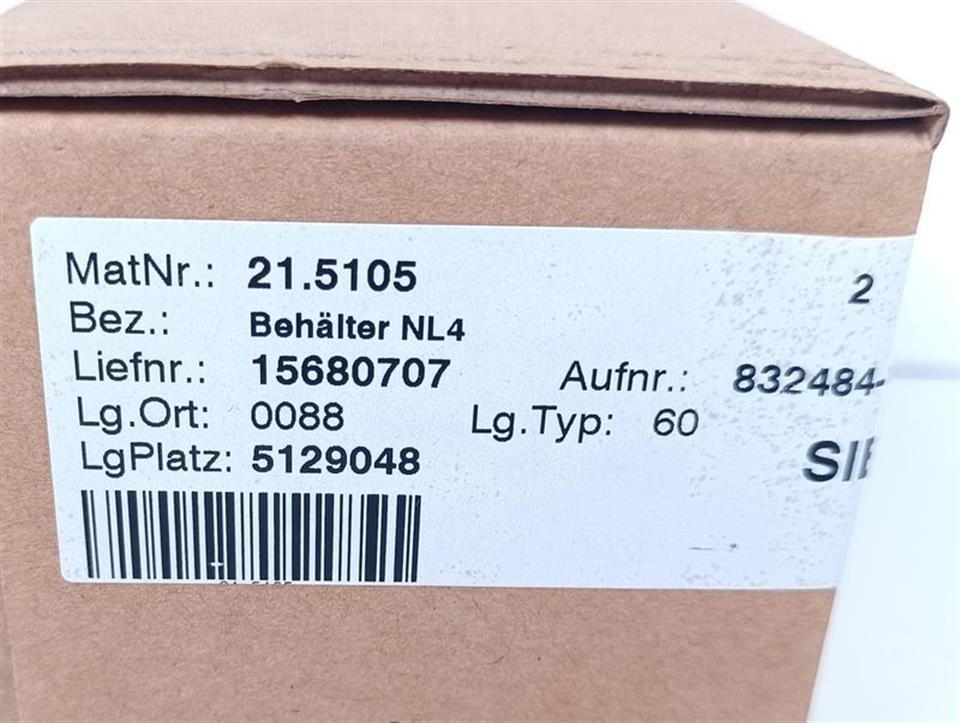 MatNr.: 21.5105 2
Bez.: Behälter NL4
Liefnr.: 15680707 Aufnr.: 832484-
Lg.Ort: 0088 Lg.Typ: 60
LgPlatz: 5129048 SIE